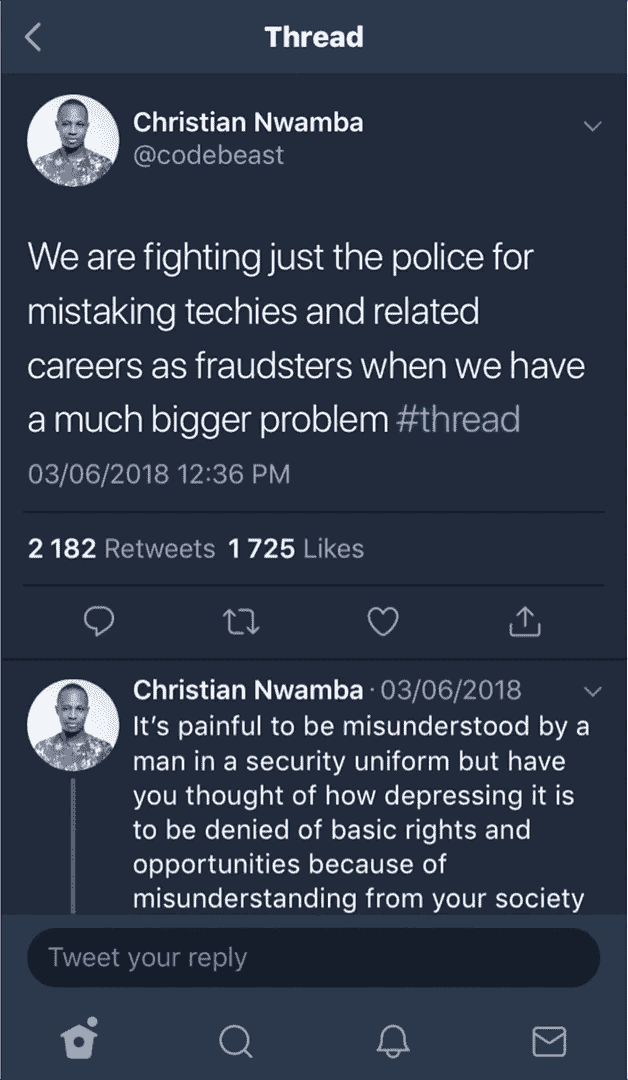 Thread
Christian Nwamba
@codebeast
We are fighting just the police for
mistaking techies and related
careers as fraudsters when we have
a much bigger problem #thread
03/06/2018 12:36 PM
2 182 Retweets 1 725 Likes
Christian Nwamba · 03/06/2018
It’s painful to be misunderstood by a
man in a security uniform but have
you thought of how depressing it is
to be denied of basic rights and
opportunities because of
misunderstanding from your society
Tweet your reply